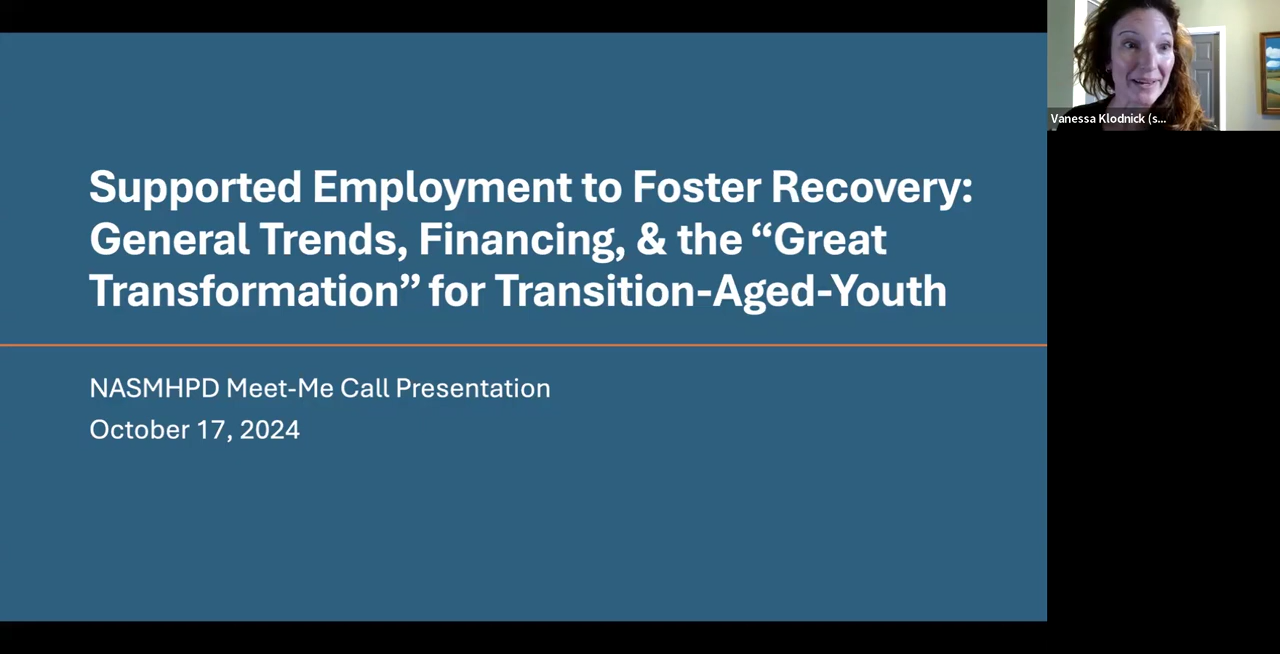 Supported Employment to Foster Recovery:
General Trends, Financing, & the “Great
Transformation” for Transition-Aged-Youth
NASMHPD Meet-Me Call Presentation
October 17, 2024
Vanessa Klodnick (s...